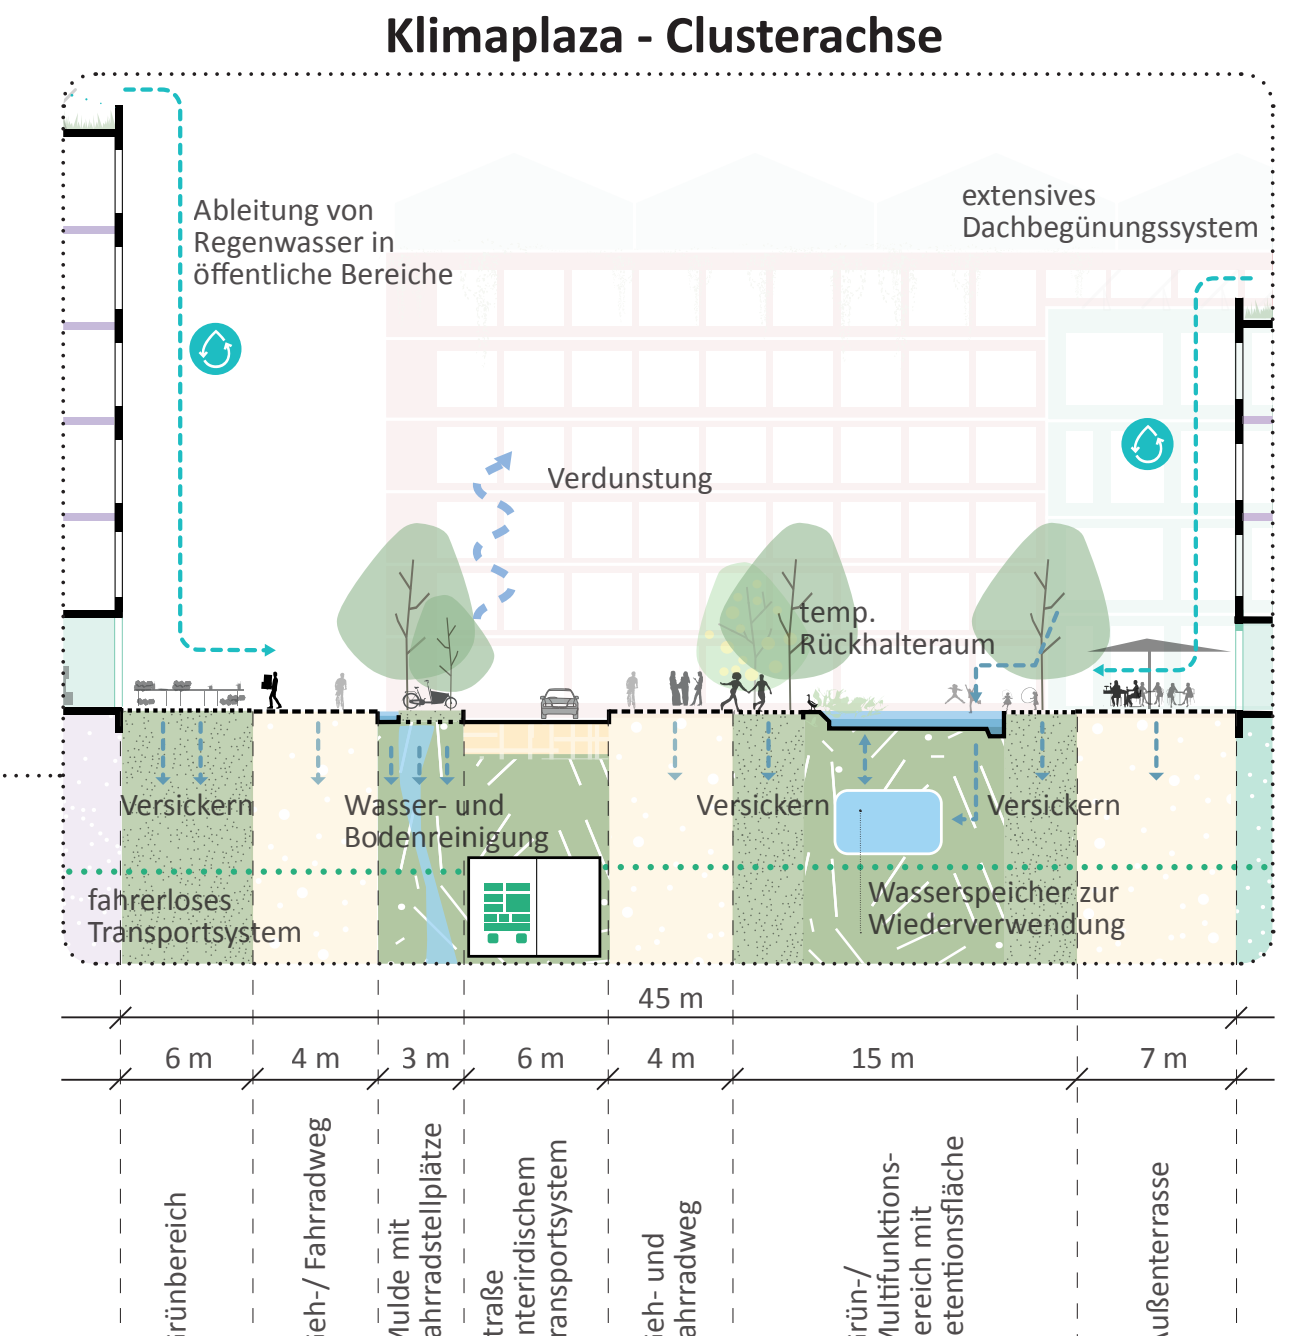 Klimaplaza - Clusterachse
Ableitung von
Regenwasser in
öffentliche Bereiche
extensives
Dachbegünungssystem
Verdunstung
temp.
Rückhalteraum
Versickern
Wasser- und
Bodenreinigung
Versickern
Versickern
fahrerloses
Transportsystem
Wasserspeicher zur
Wiederverwendung
45 m
6 m
4 m
3 m
6 m
4 m
15 m
7 m
rünbereich
eh-/ Fahrradweg
Mulde mit
ahrradstellplätze
traße
nterirdischem
ransportsystem
eh- und
ahrradweg
rün-/
Multifunktions-
ereich mit
etentionsfläche
ußenterrasse